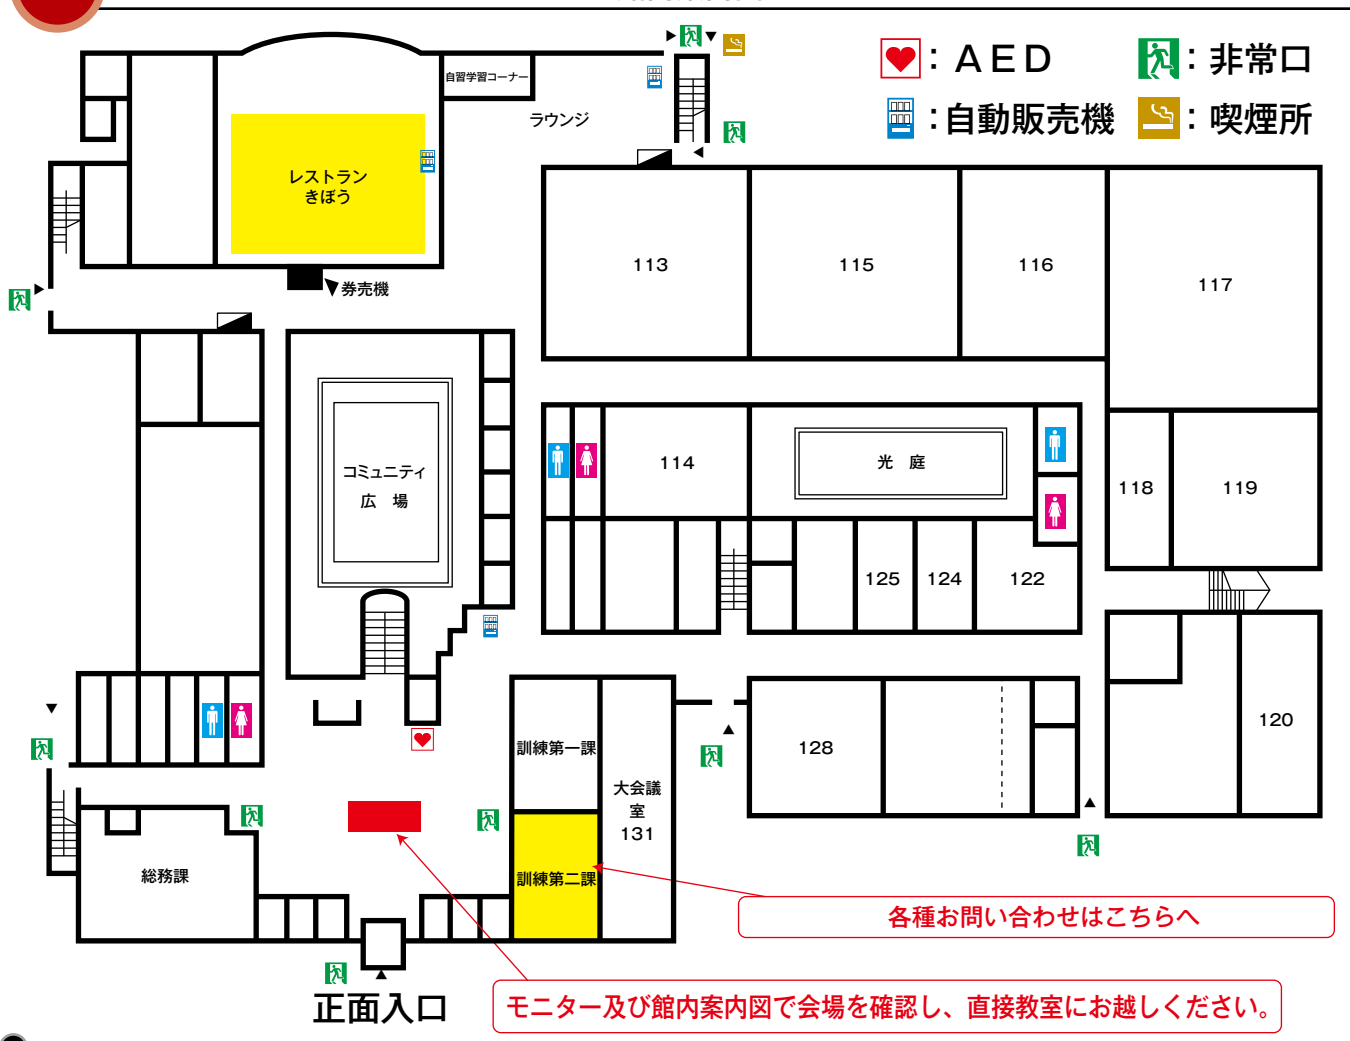 ：ＡＥＤ
：非常口
：自動販売機
：喫煙所
自習学習コーナー
ラウンジ
レストラン
きぼう
券売機
113
115
116
117
コミュニティ
広　場
114
光　庭
118
119
125
124
122
120
訓練第一課
大会議
室
131
128
総務課
訓練第二課
各種お問い合わせはこちらへ
正面入口
モニター及び館内案内図で会場を確認し、直接教室にお越しください。